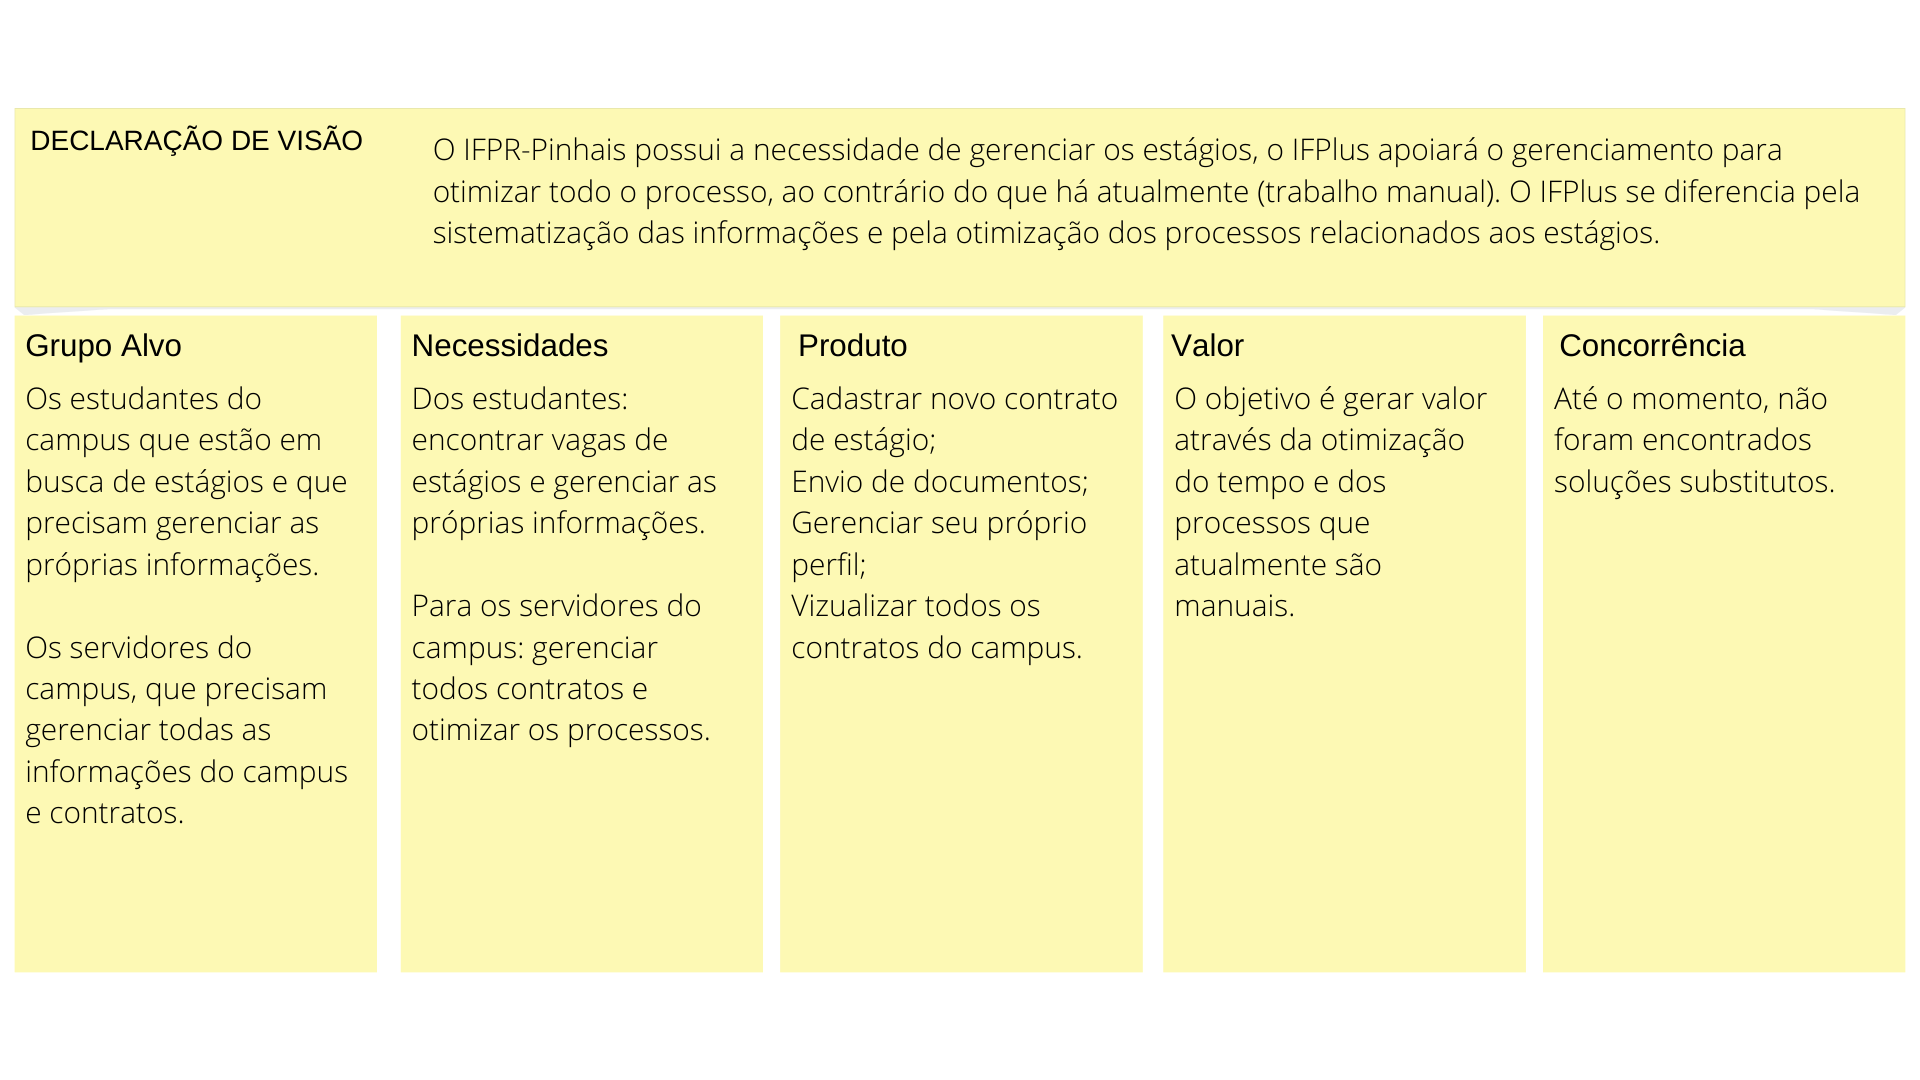 DECLARAÇÃO DE VISÃO
O IFPR-Pinhais possui a necessidade de gerenciar os estágios, o IFPlus apoiará o gerenciamento para
otimizar todo o processo, ao contrário do que há atualmente (trabalho manual). O IFPlus se diferencia pela
sistematização das informações e pela otimização dos processos relacionados aos estágios.
Grupo Alvo
Os estudantes do
campus que estão em
busca de estágios e que
precisam gerenciar as
próprias informações.
Os servidores do
campus, que precisam
gerenciar todas as
informações do campus
e contratos.
Necessidades
Dos estudantes:
encontrar vagas de
estágios e gerenciar as
próprias informações.
Para os servidores do
campus: gerenciar
todos contratos e
otimizar os processos.
Produto
Cadastrar novo contrato
de estágio;
Envio de documentos;
Gerenciar seu próprio
perfil;
Vizualizar todos os
contratos do campus.
Valor
O objetivo é gerar valor
através da otimização
do tempo e dos
processos que
atualmente são
manuais.
Concorrência
Até o momento, não
foram encontrados
soluções substitutos.